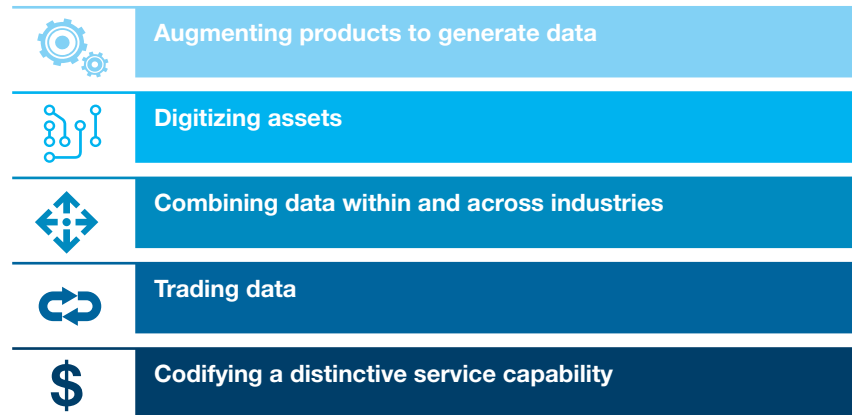 Augmenting products to generate data
Digitizing assets
Combining data within and across industries
Trading data
$ Codifying a distinctive service capability